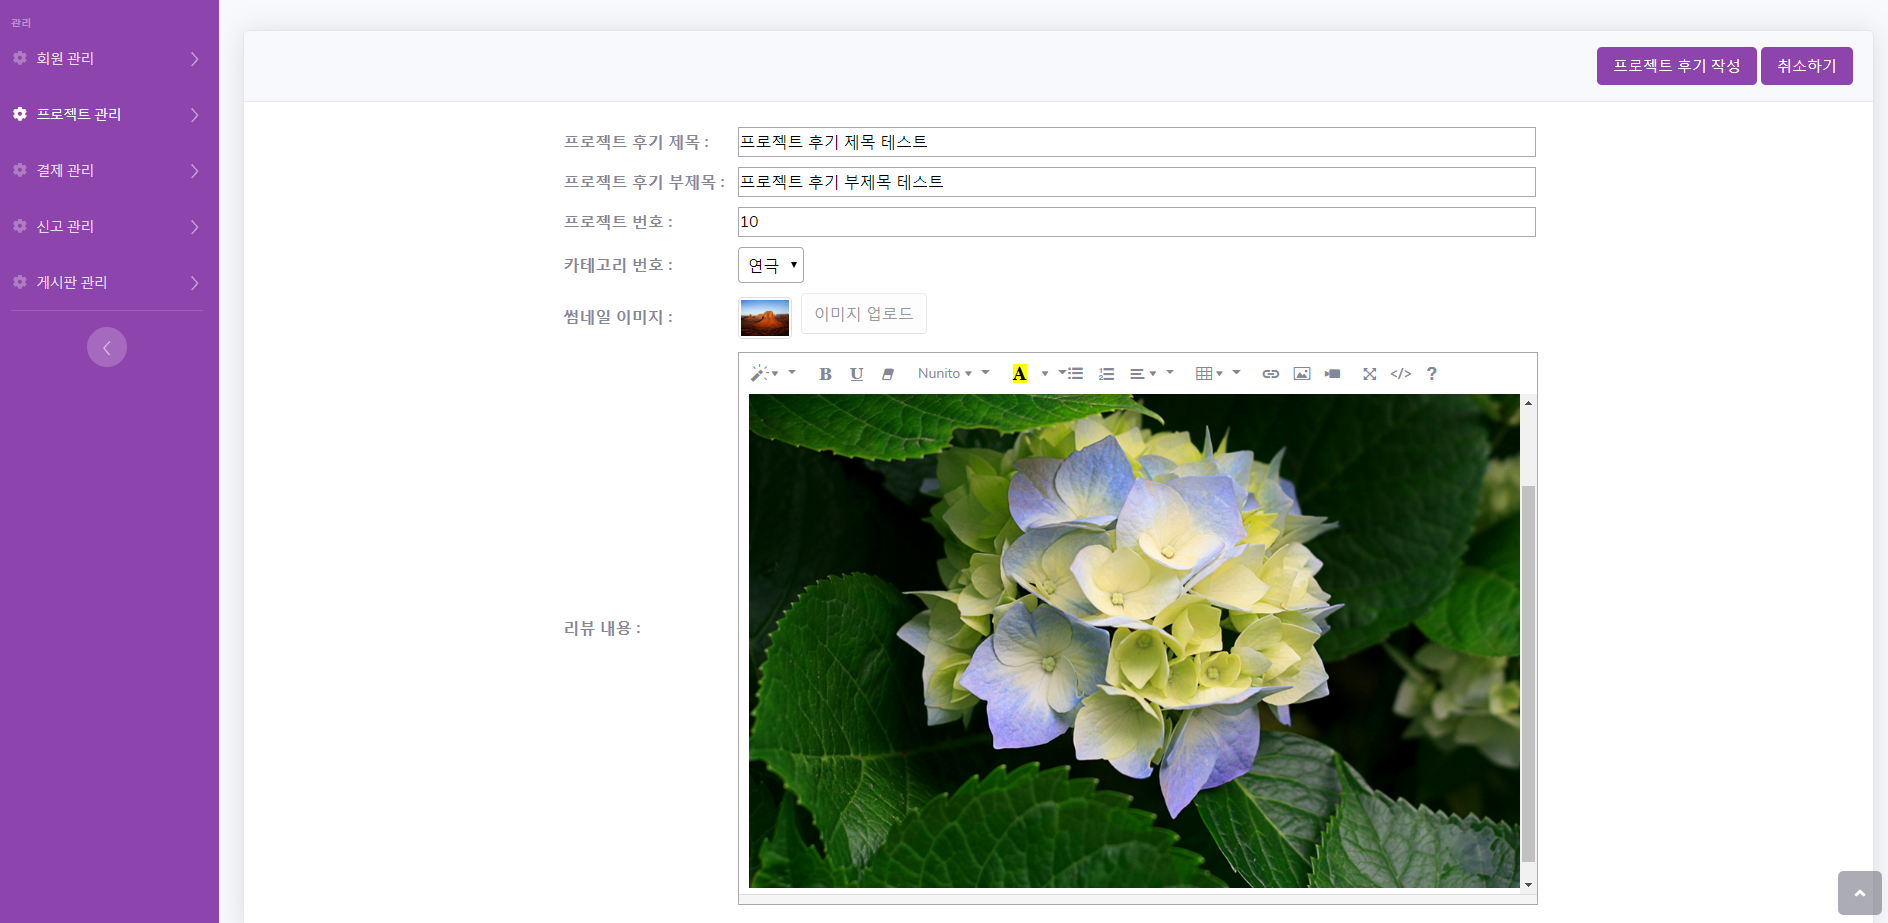 관리
회원 관리
프로젝트 관리
결제 관리
신고 관리
게시판 관리
프로젝트 후기 작성 취소하기
프로젝트 후기 제목 : 프로젝트 후기 제목 테스트
프로젝트 후기 부제목 : 프로젝트 후기 부제목 테스트
프로젝트 번호 : 10
카테고리 번호 : 연극
썸네일 이미지 : 이미지 업로드
B U Nunito A </> ?
리뷰 내용 :